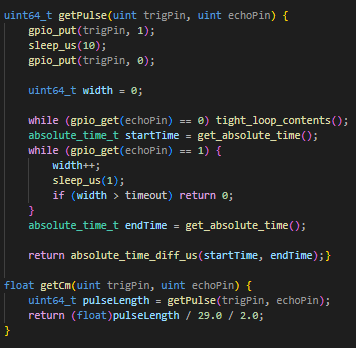 uint64_t getPulse(uint trigPin, uint echoPin) {
    gpio_put(trigPin, 1);
    sleep_us(10);
    gpio_put(trigPin, 0);

    uint64_t width = 0;

    while (gpio_get(echoPin) == 0) tight_loop_contents();
    absolute_time_t startTime = get_absolute_time();
    while (gpio_get(echoPin) == 1) {
        width++;
        sleep_us(1);
        if (width > timeout) return 0;
    }
    absolute_time_t endTime = get_absolute_time();

    return absolute_time_diff_us(startTime, endTime);}

float getCm(uint trigPin, uint echoPin) {
    uint64_t pulseLength = getPulse(trigPin, echoPin);
    return (float)pulseLength / 29.0 / 2.0;
}